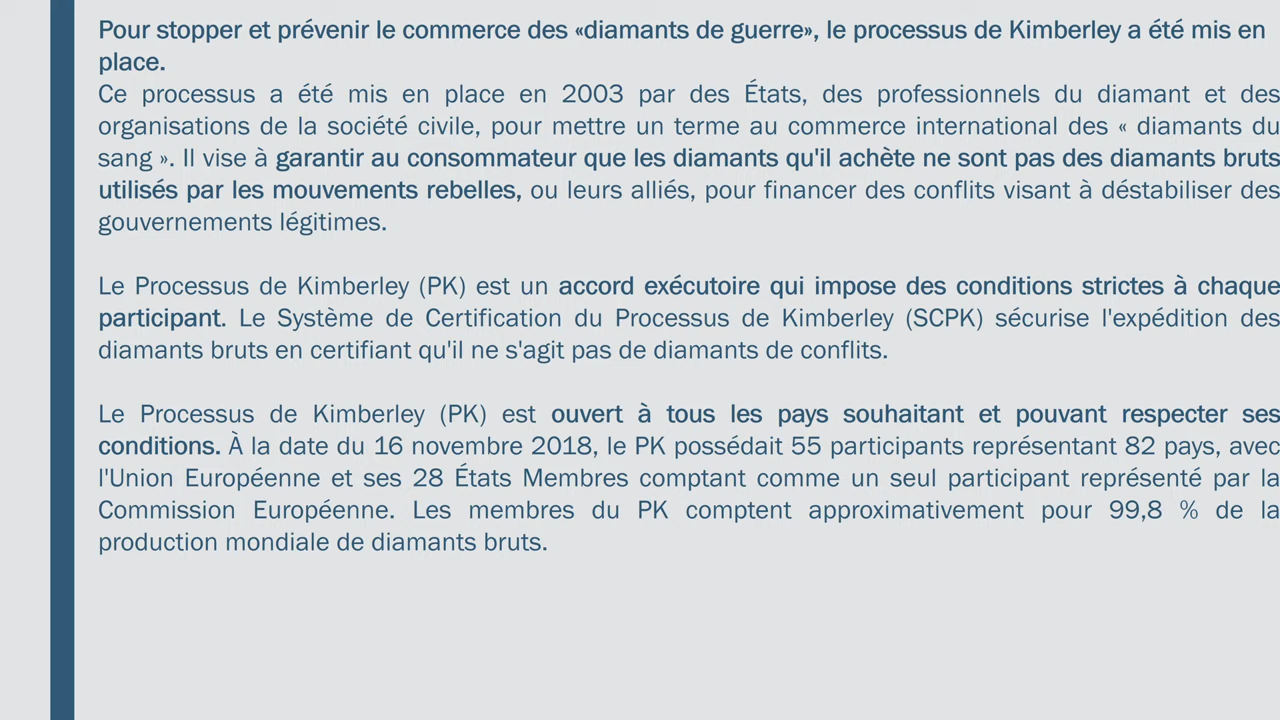 Pour stopper et prévenir le commerce des «diamants de guerre», le processus de Kimberley a été mis en
place.
Ce processus a été mis en place en 2003 par des États, des professionnels du diamant et des
organisations de la société civile, pour mettre un terme au commerce international des « diamants du
sang ». Il vise à garantir au consommateur que les diamants qu'il achète ne sont pas des diamants bruts
utilisés par les mouvements rebelles, ou leurs alliés, pour financer des conflits visant à déstabiliser des
gouvernements légitimes.
Le Processus de Kimberley (PK) est un accord exécutoire qui impose des conditions strictes à chaque
participant. Le Système de Certification du Processus de Kimberley (SCPK) sécurise l'expédition des
diamants bruts en certifiant qu'il ne s'agit pas de diamants de conflits.
Le Processus de Kimberley (PK) est ouvert à tous les pays souhaitant et pouvant respecter ses
conditions. À la date du 16 novembre 2018, le PK possédait 55 participants représentant 82 pays, avec
l'Union Européenne et ses 28 États Membres comptant comme un seul participant représenté par la
Commission Européenne. Les membres du PK comptent approximativement pour 99,8 % de la
production mondiale de diamants bruts.